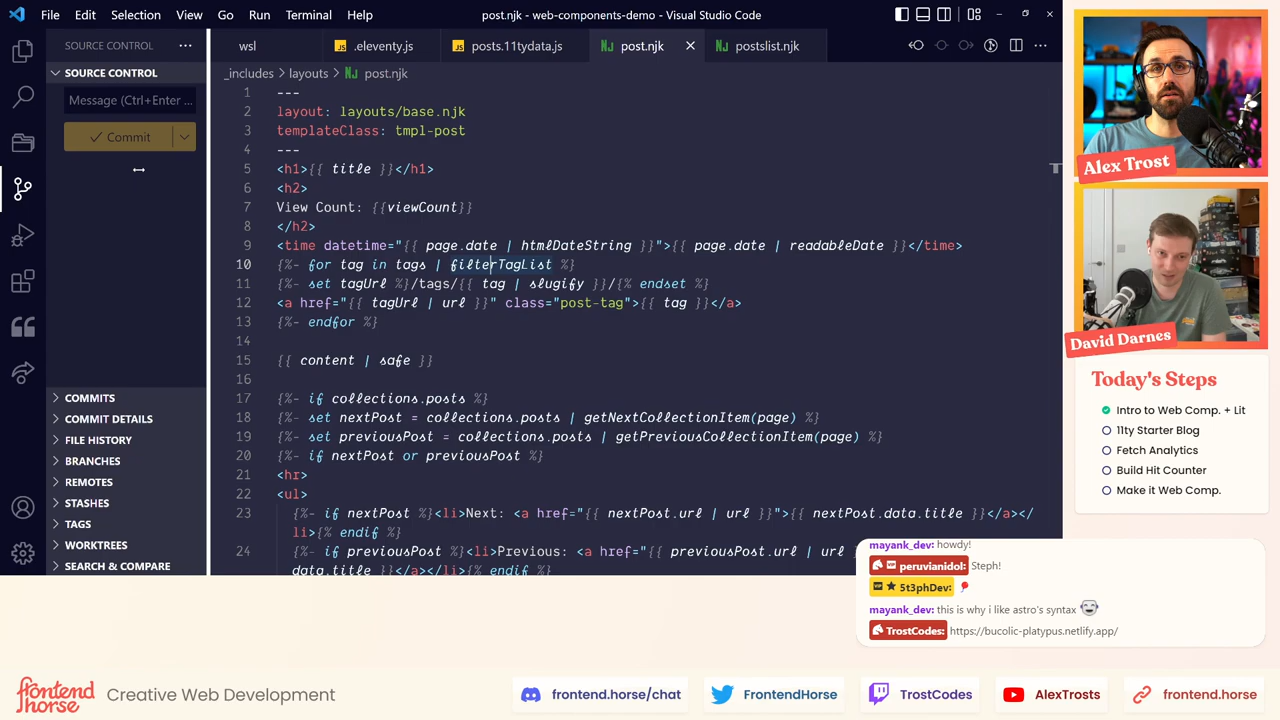 File Edit Selection View Go Run Terminal Help
post.njk - web-components-demo - Visual Studio Code
SOURCE CONTROL
wsl
.eleventy.js
posts.11tydata.js
post.njk
postslist.njk
SOURCE CONTROL
Message (Ctrl+Enter ...
Commit
COMMITS
COMMIT DETAILS
FILE HISTORY
BRANCHES
REMOTES
STASHES
TAGS
WORKTREES
SEARCH & COMPARE
_includes > layouts > post.njk
1 ---
2 layout: layouts/base.njk
3 templateClass: tmpl-post
4 ---
5 <h1>{{ title }}</h1>
6 <h2>
7 View Count: {{viewCount}}
8 </h2>
9 <time datetime="{{ page.date | htmlDateString }}">{{ page.date | readableDate }}</time>
10 {%- for tag in tags | filterTagList %}
11 {%- set tagUrl %}/tags/{{ tag | slugify }}/{% endset %}
12 <a href="{{ tagUrl | url }}" class="post-tag">{{ tag }}</a>
13 {%- endfor %}
14
15 {{ content | safe }}
16
17 {%- if collections.posts %}
18 {%- set nextPost = collections.posts | getNextCollectionItem(page) %}
19 {%- set previousPost = collections.posts | getPreviousCollectionItem(page) %}
20 {%- if nextPost or previousPost %}
21 <hr>
22 <ul>
23 {%- if nextPost %}<li>Next: <a href="{{ nextPost.url | url }}">{{ nextPost.data.title }}</a></
li>{% endif %}
24 {%- if previousPost %}<li>Previous: <a href="{{ previousPost.url | url
data.title }}</a></li>{% endif %}
Alex Trost
David Darnes
Today's Steps
Intro to Web Comp. + Lit
11ty Starter Blog
Fetch Analytics
Build Hit Counter
Make it Web Comp.
mayank_dev: howdy!
peruvianidol: Steph!
5t3phDev:
mayank_dev: this is why i like astro's syntax
TrostCodes: https://bucolic-platypus.netlify.app/
frontend
horse
Creative Web Development
frontend.horse/chat
FrontendHorse
TrostCodes
AlexTrosts
frontend.horse